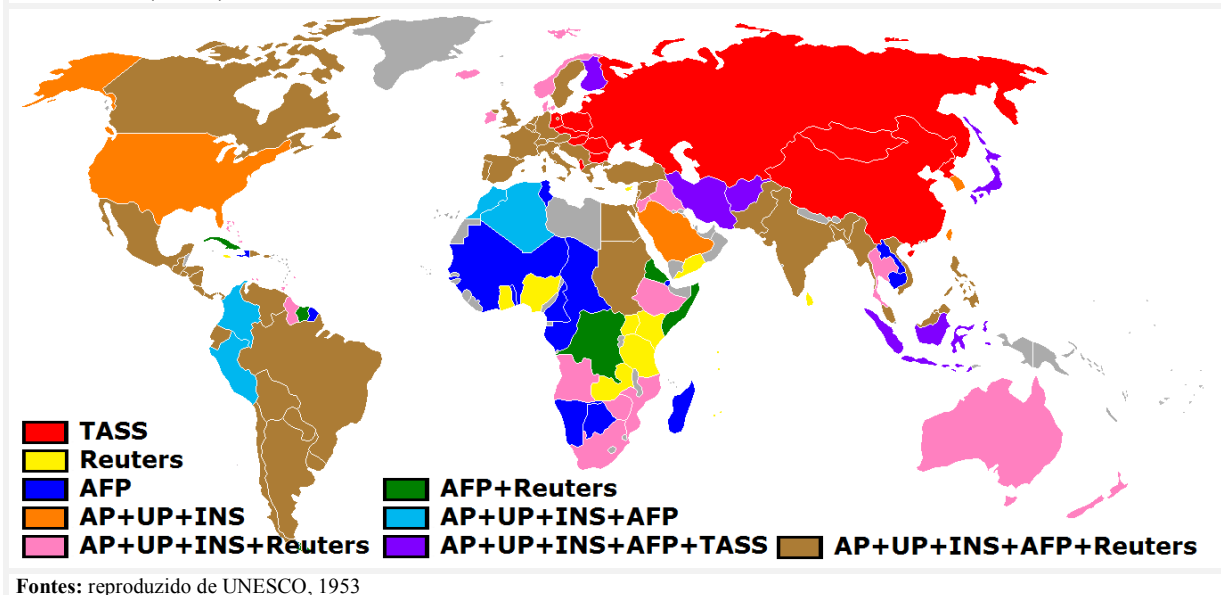 TASS
Reuters
AFP
AP+UP+INS
AP+UP+INS+Reuters
AFP+Reuters
AP+UP+INS+AFP
AP+UP+INS+AFP+TASS
AP+UP+INS+AFP+Reuters
Fontes: reproduzido de UNESCO, 1953